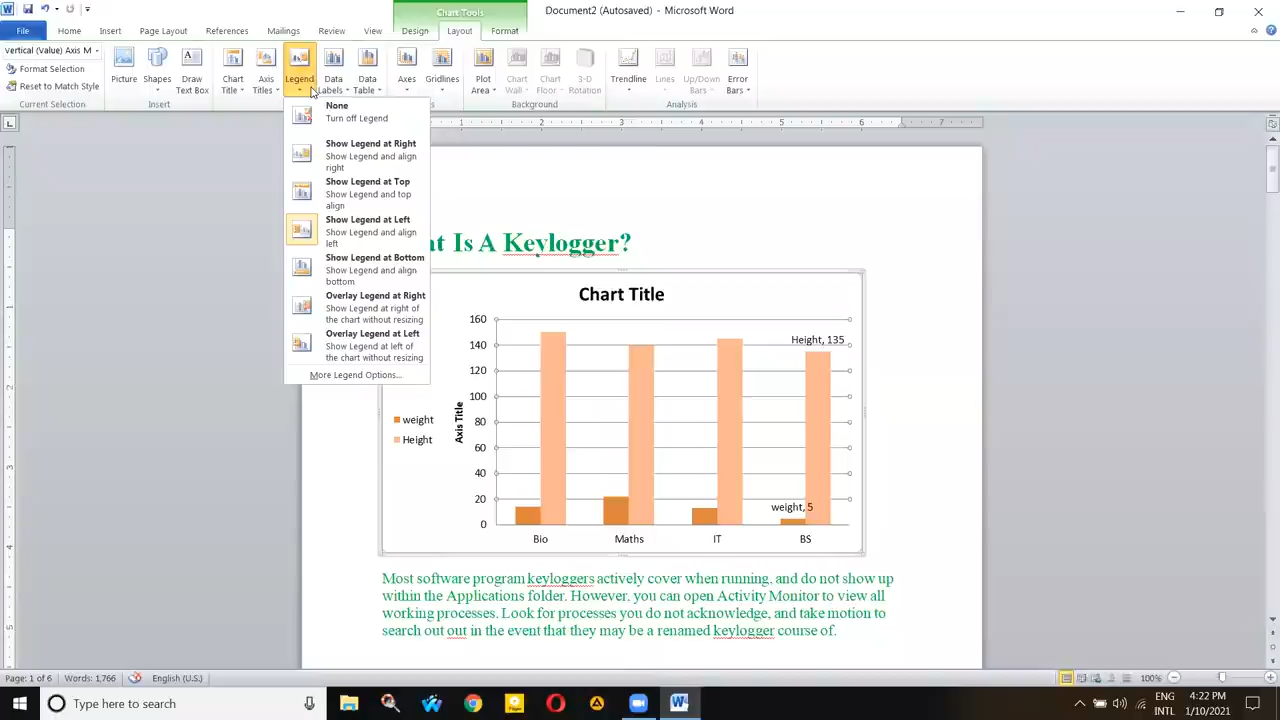 Chart Tools
Document2 (Autosaved) - Microsoft Word
File Home Insert Page Layout References Mailings Review View Design Layout Format
Vertical (Value) Axis M
Format Selection
Reset to Match Style
Current Selection
Picture
Shapes
Draw Text Box
Insert
Chart Title
Axis Titles
Legend
Data Labels
Data Table
Axes
Gridlines
Plot Area
Chart Wall
Chart Floor
3-D Rotation
Background
Trendline
Lines
Up/Down Bars
Error Bars
Analysis
None
Turn off Legend
Show Legend at Right
Show Legend and align
right
Show Legend at Top
Show Legend and top
align
Show Legend at Left
Show Legend and align
left
Show Legend at Bottom
Show Legend and align
bottom
Overlay Legend at Right
Show Legend at right of
the chart without resizing
Overlay Legend at Left
Show Legend at left of
the chart without resizing
More Legend Options...
1 2 3 4 5 6 7
2
3
4
5
Is A Keylogger?
Chart Title
160
140
120
100
80
60
40
20
0
Axis Title
weight
Height
Height, 135
weight, 5
Bio Maths IT BS
Most software program keyloggers actively cover when running, and do not show up
within the Applications folder. However, you can open Activity Monitor to view all
working processes. Look for processes you do not acknowledge, and take motion to
search out out in the event that they may be a renamed keylogger course of.
Page: 1 of 6 Words: 1,766 English (U.S.) 100%
Type here to search
ENG
INTL
4:22 PM
1/10/2021